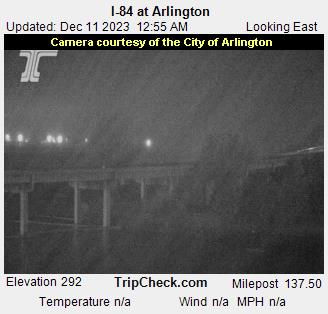 I-84 at Arlington
Updated: Dec 11 2023 12:55 AM Looking East
Camera courtesy of the City of Arlington
Elevation 292 TripCheck.com Milepost 137.50
Temperature n/a Wind n/a MPH n/a